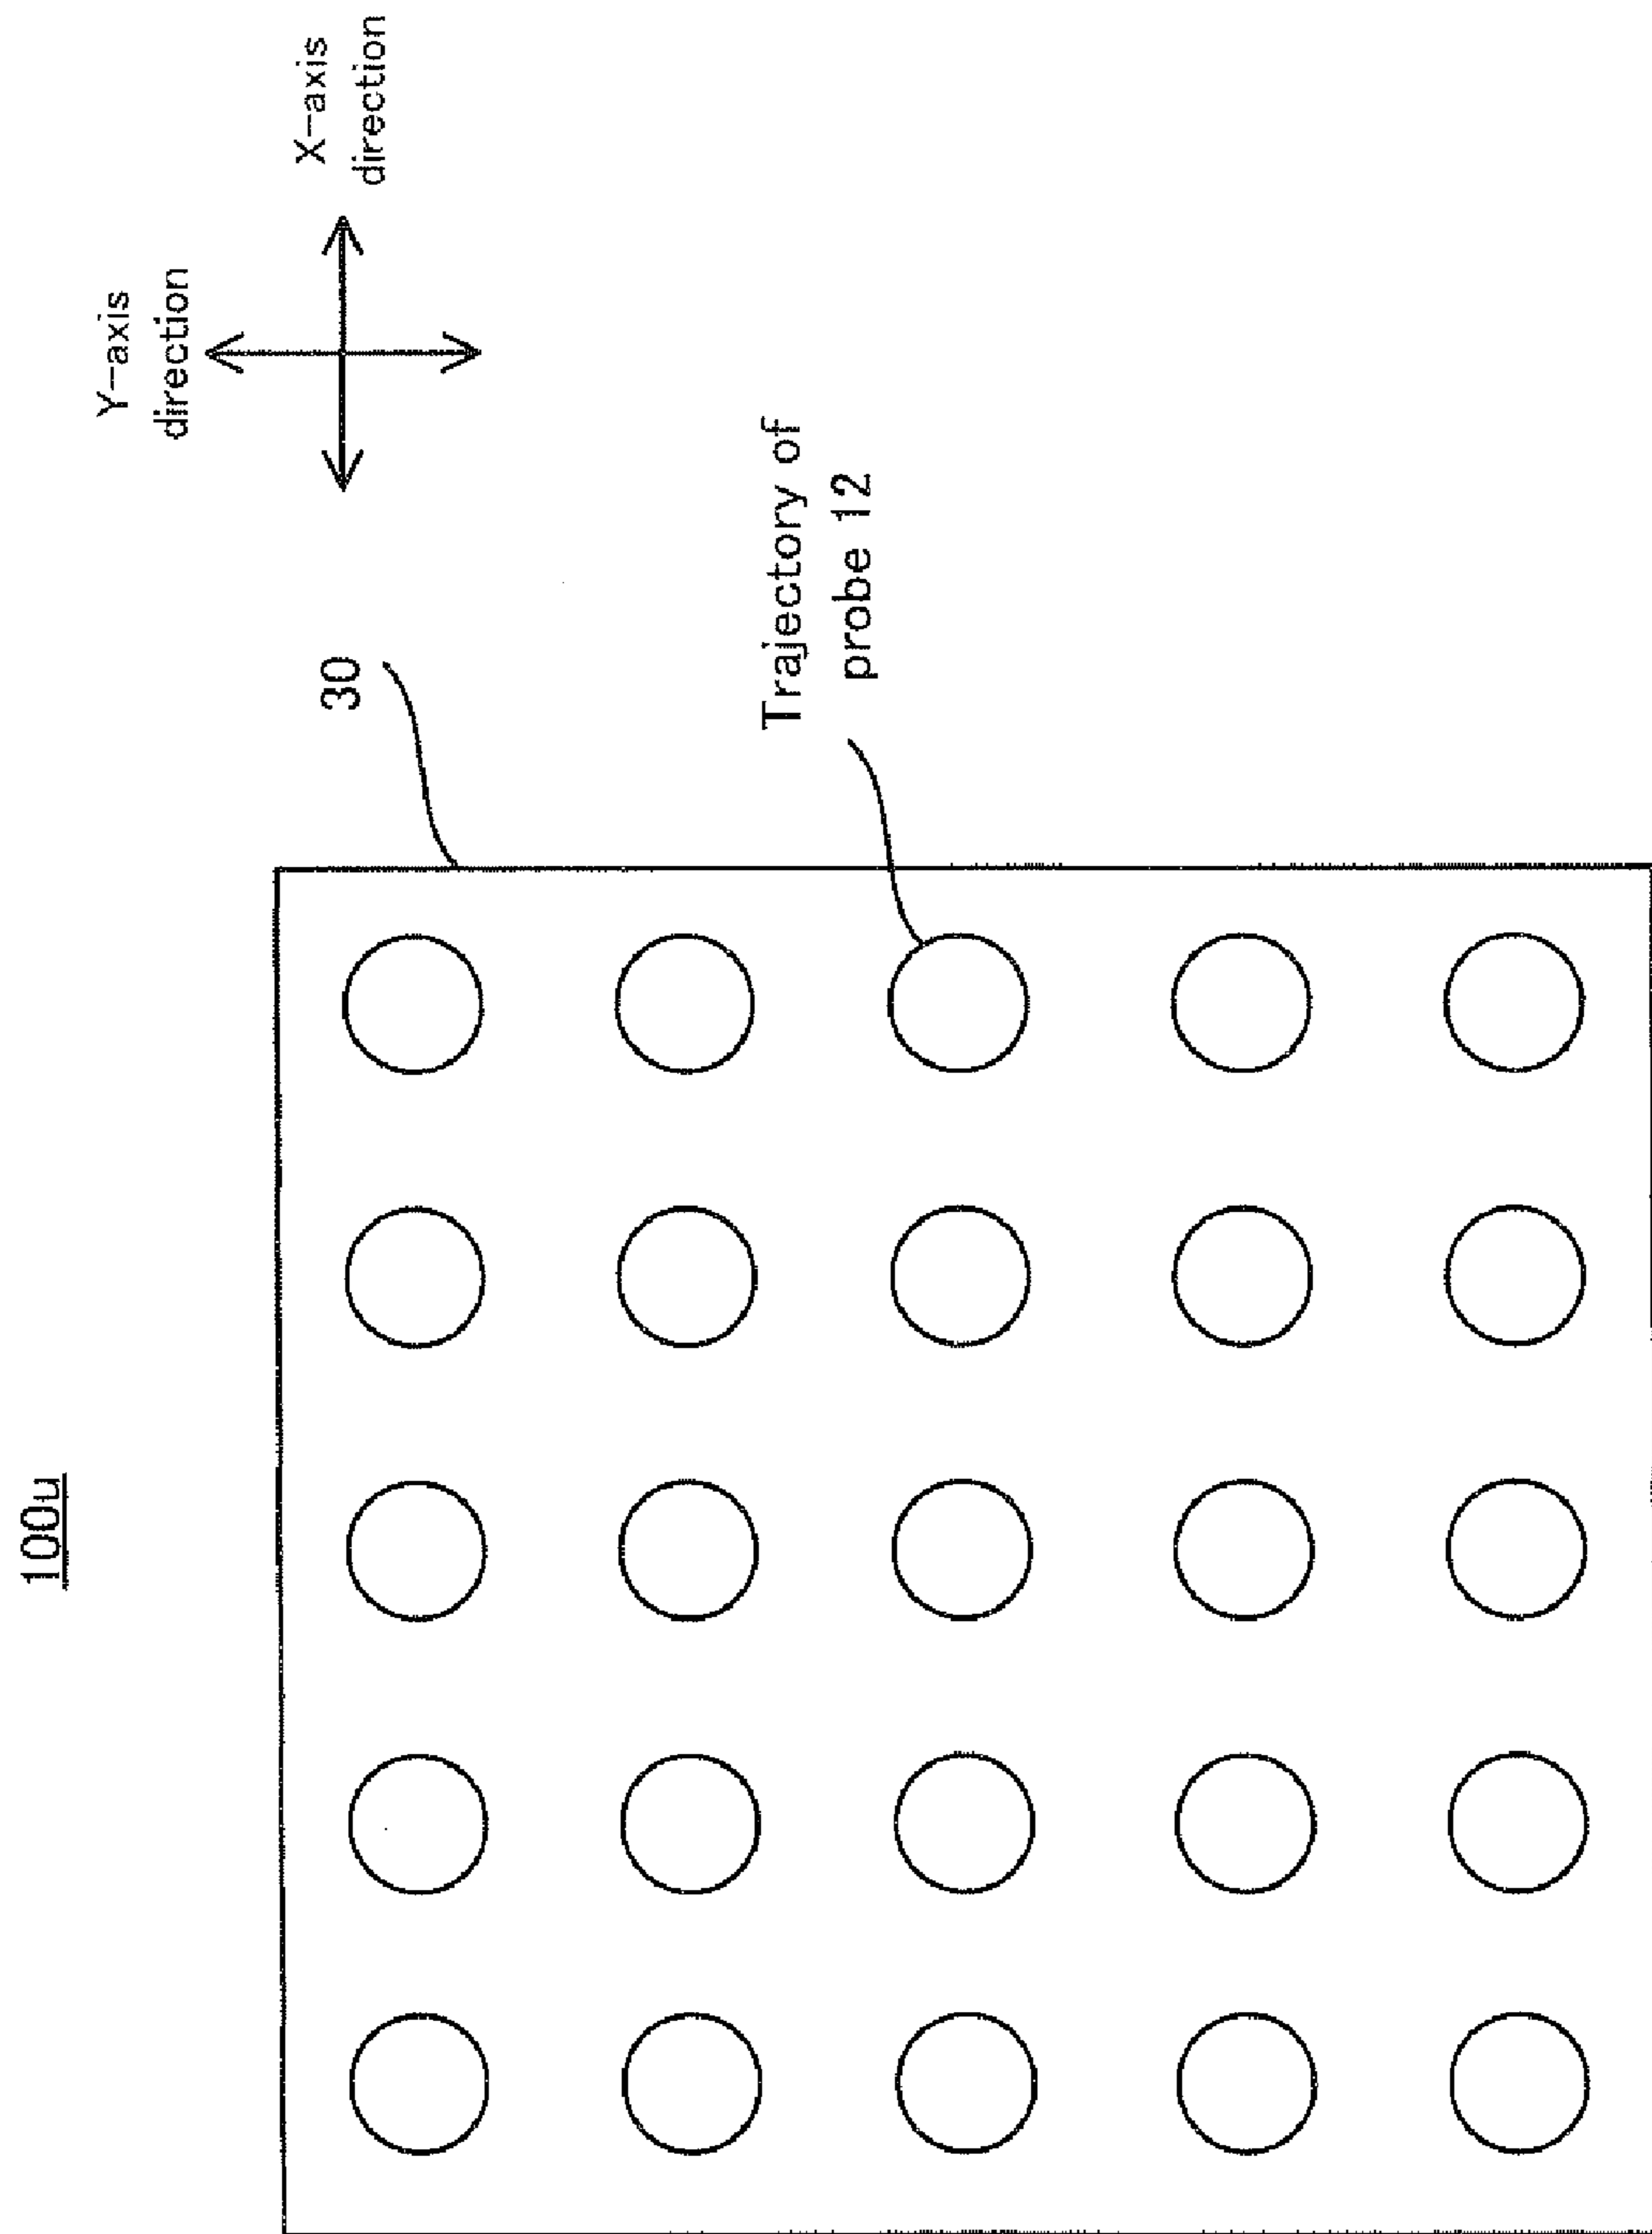 100u
Y-axis
direction
X-axis
direction
30
Trajectory of
probe 12